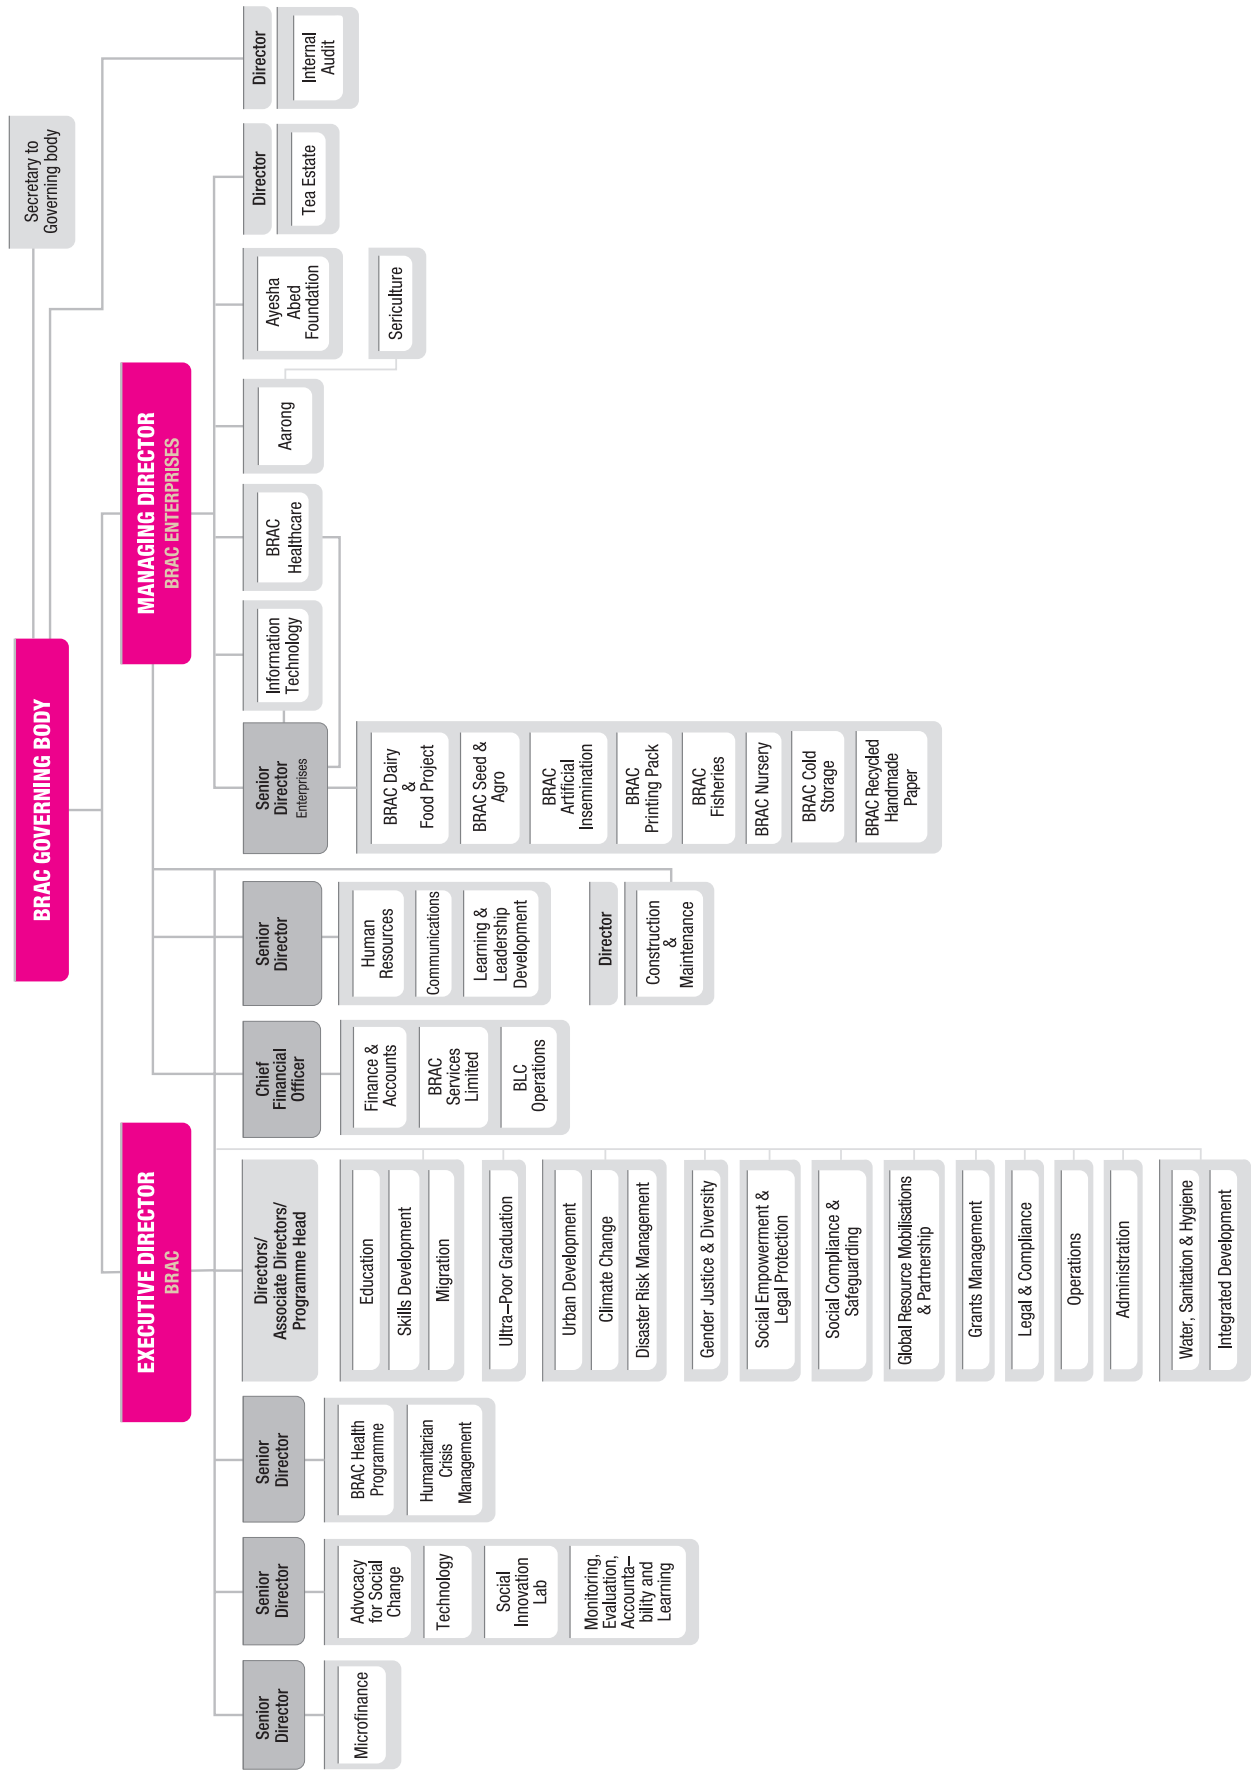 BRAC GOVERNING BODY
Secretary to
Governing body
EXECUTIVE DIRECTOR
BRAC
MANAGING DIRECTOR
BRAC ENTERPRISES
Senior
Director
Microfinance
Senior
Director
Advocacy
for Social
Change
Technology
Social
Innovation
Lab
Monitoring,
Evaluation,
Accounta–
bility and
Learning
Senior
Director
BRAC Health
Programme
Humanitarian
Crisis
Management
Directors/
Associate Directors/
Programme Head
Education
Skills Development
Migration
Ultra–Poor Graduation
Urban Development
Climate Change
Disaster Risk Management
Gender Justice & Diversity
Social Empowerment &
Legal Protection
Social Compliance &
Safeguarding
Global Resource Mobilisations
& Partnership
Grants Management
Legal & Compliance
Operations
Administration
Water, Sanitation & Hygiene
Integrated Development
Chief
Financial
Officer
Finance &
Accounts
BRAC
Services
Limited
BLC
Operations
Senior
Director
Human
Resources
Communications
Learning &
Leadership
Development
Director
Construction
&
Maintenance
Senior
Director
Enterprises
BRAC Dairy
&
Food Project
BRAC Seed &
Agro
BRAC
Artificial
Insemination
BRAC
Printing Pack
BRAC
Fisheries
BRAC Nursery
BRAC Cold
Storage
BRAC Recycled
Handmade
Paper
Information
Technology
BRAC
Healthcare
Aarong
Sericulture
Ayesha
Abed
Foundation
Director
Tea Estate
Director
Internal
Audit